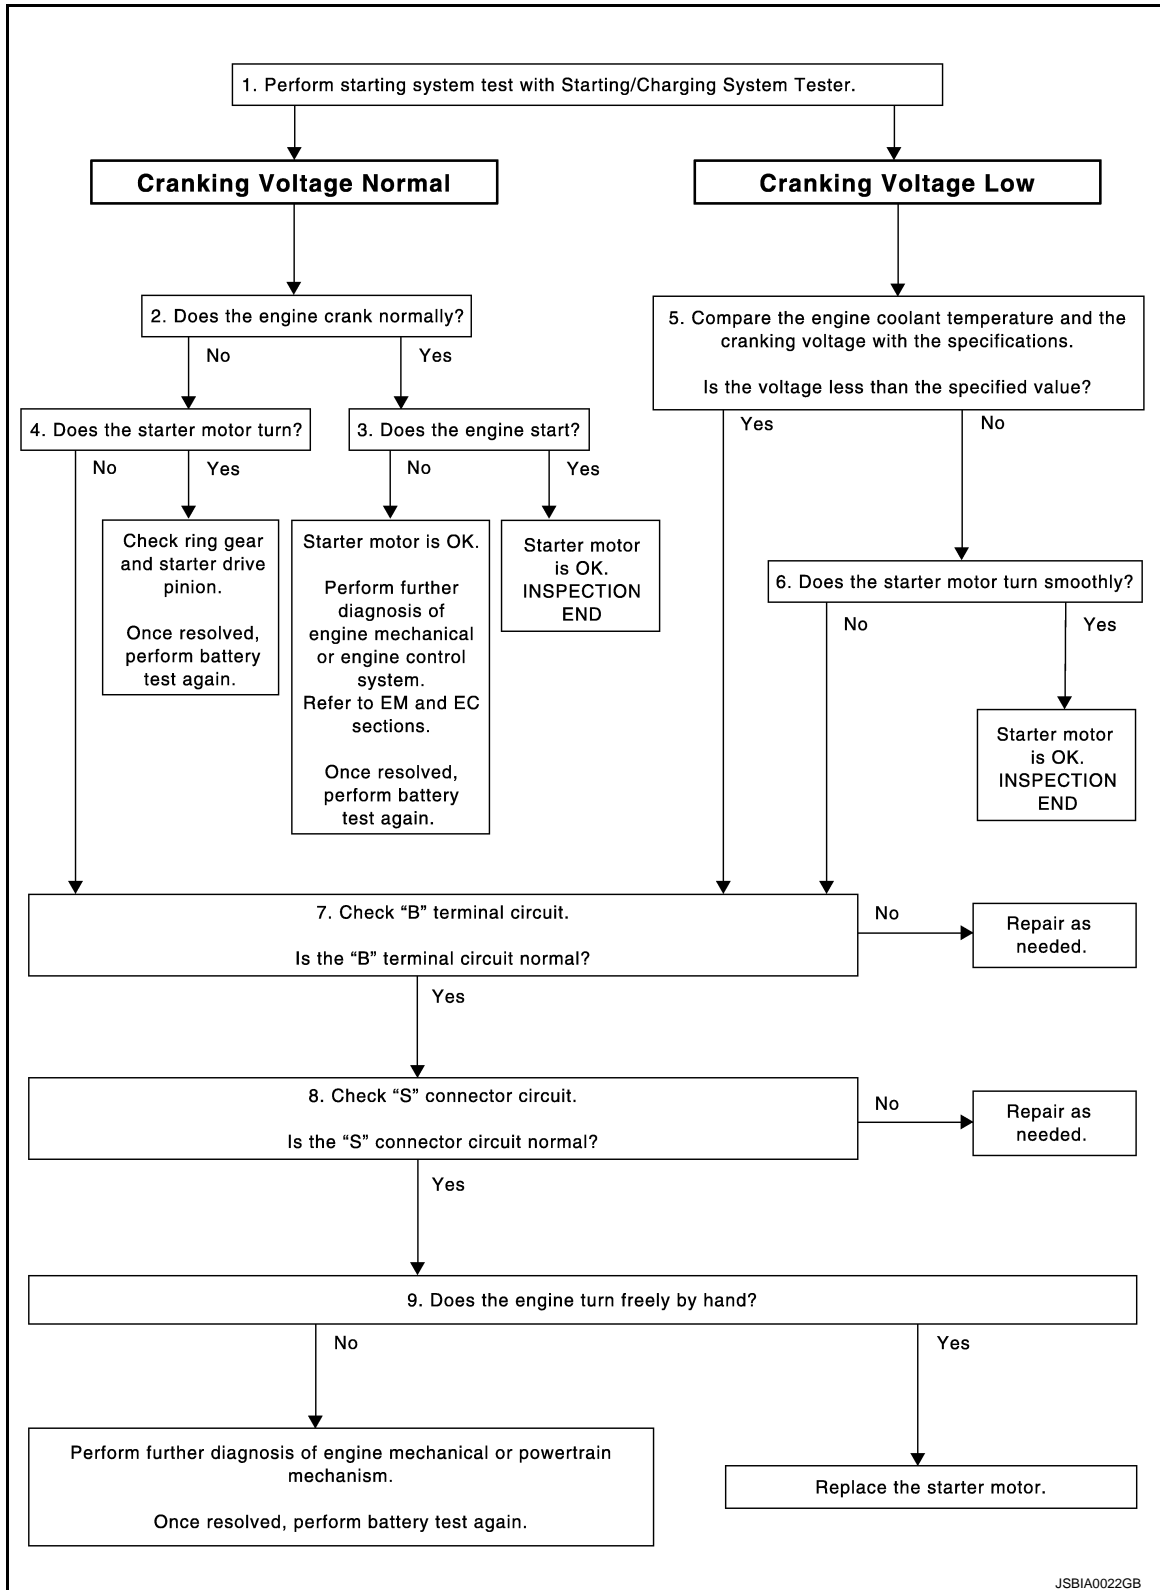 1. Perform starting system test with Starting/Charging System Tester.
Cranking Voltage Normal
Cranking Voltage Low
2. Does the engine crank normally?
No
Yes
5. Compare the engine coolant temperature and the
cranking voltage with the specifications.
Is the voltage less than the specified value?
Yes
No
4. Does the starter motor turn?
No
Yes
3. Does the engine start?
No
Yes
Check ring gear
and starter drive
pinion.
Once resolved,
perform battery
test again.
Starter motor is OK.
Perform further
diagnosis of
engine mechanical
or engine control
system.
Refer to EM and EC
sections.
Once resolved,
perform battery
test again.
Starter motor
is OK.
INSPECTION
END
6. Does the starter motor turn smoothly?
No
Yes
Starter motor
is OK.
INSPECTION
END
7. Check “B” terminal circuit.
Is the “B” terminal circuit normal?
No
Repair as
needed.
Yes
8. Check “S” connector circuit.
Is the “S” connector circuit normal?
No
Repair as
needed.
Yes
9. Does the engine turn freely by hand?
No
Yes
Perform further diagnosis of engine mechanical or powertrain
mechanism.
Once resolved, perform battery test again.
Replace the starter motor.
JSBIA0022GB